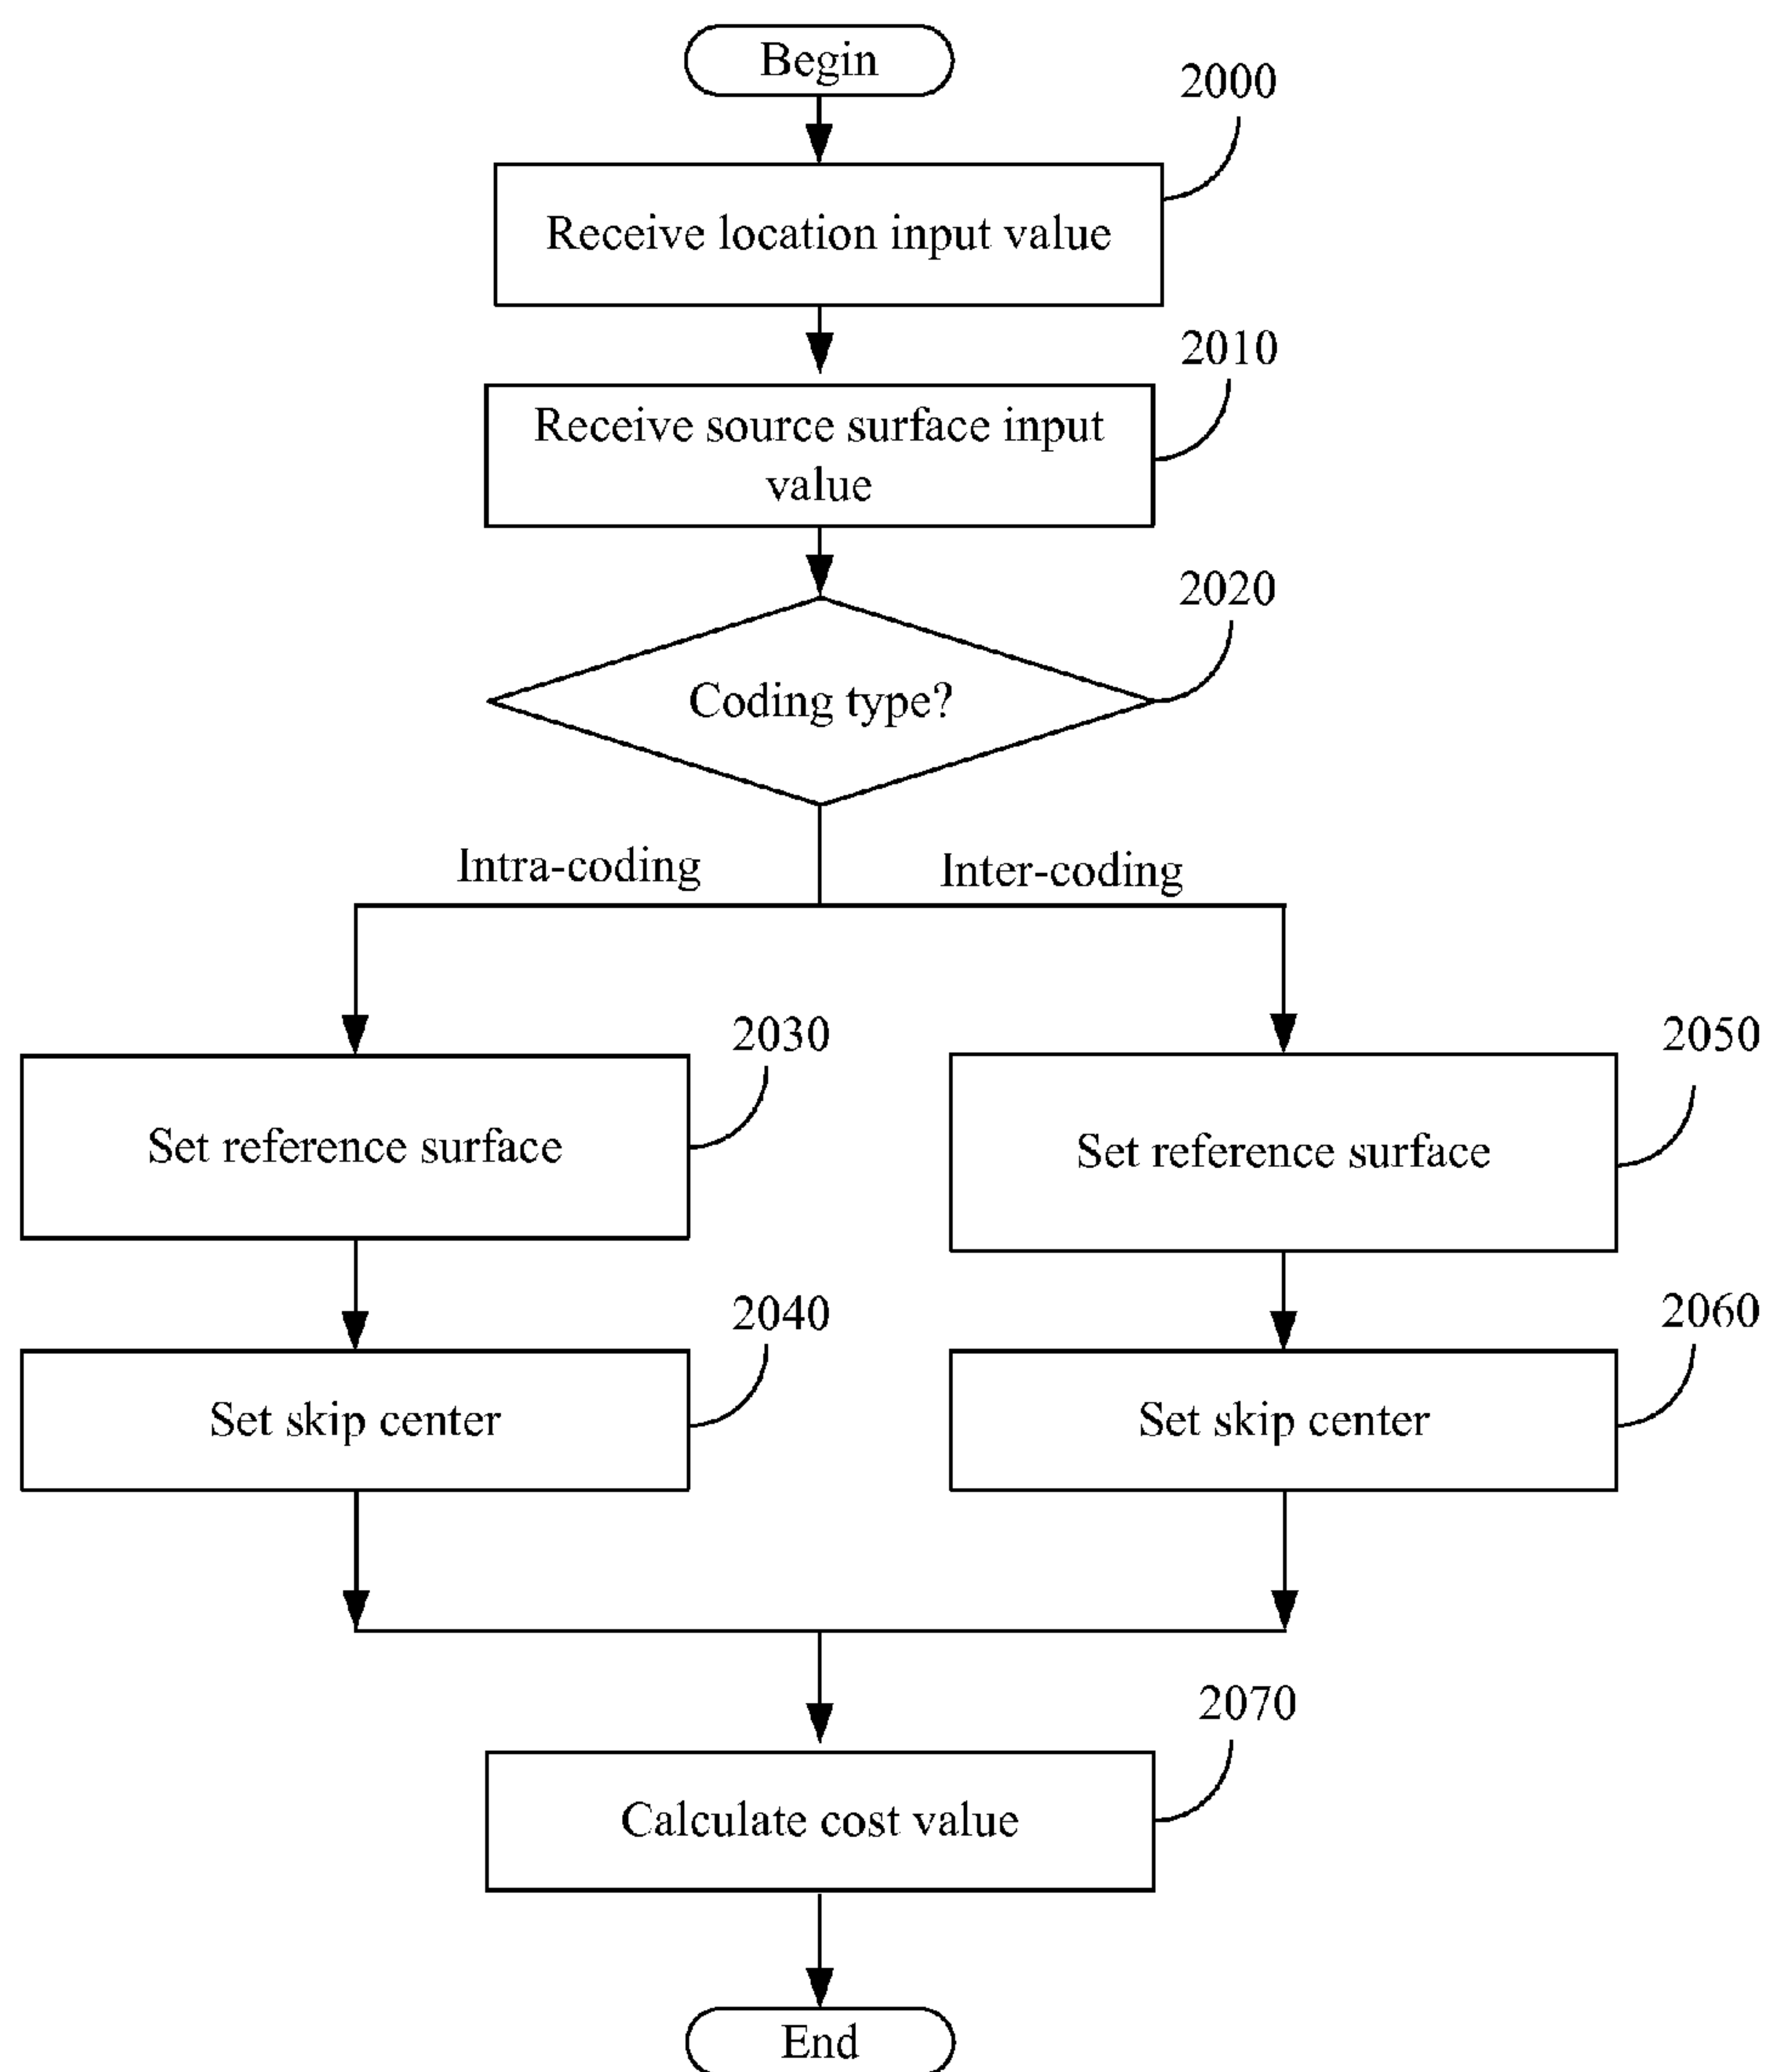 Begin
2000
Receive location input value
2010
Receive source surface input
value
2020
Coding type?
Intra-coding
Inter-coding
2030
2050
Set reference surface
Set reference surface
2040
2060
Set skip center
Set skip center
2070
Calculate cost value
End